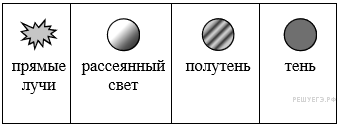 прямые лучи
рассеянный свет
полутень
тень
РЕШУЕГЭ.РФ